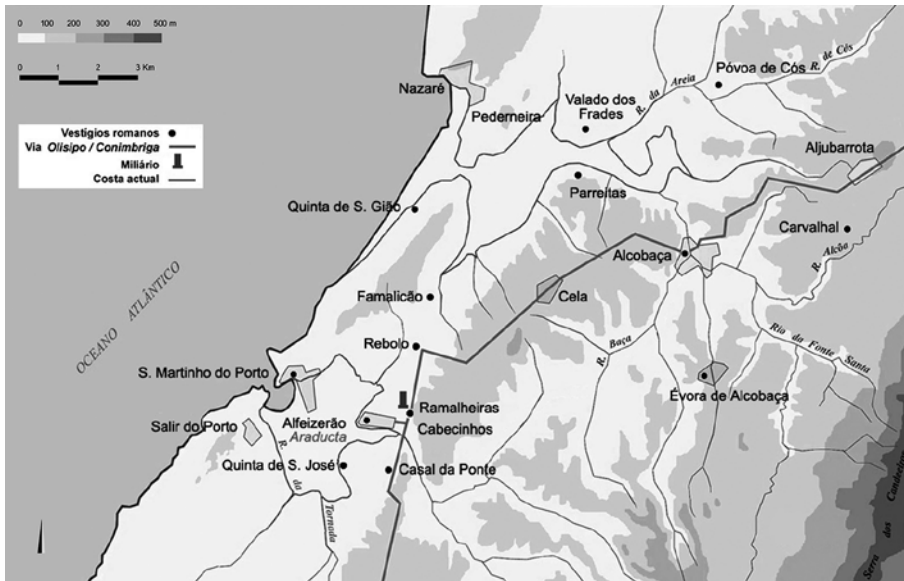 0 100 200 300 400 500 m
0 1 2 3 Km
Vestígios romanos
Via Olisipo / Conimbriga
Miliário
Costa actual
OCEANO ATLÂNTICO
Nazaré
Pederneira
Valado dos
Frades
R. da Areia
Póvoa de Cós
R. de Cós
Aljubarrota
Parreitas
Quinta de S. Gião
Carvalhal
Alcobaça
R. Alcôa
Famalicão
Cela
Rebolo
R. Baça
Rio da Fonte Santa
S. Martinho do Porto
Évora de Alcobaça
Ramalheiras
Cabecinhos
Salir do Porto
Alfeizerão
Araducta
Quinta de S. José
Casal da Ponte
R. da Tornada
Serra dos Candeeiros